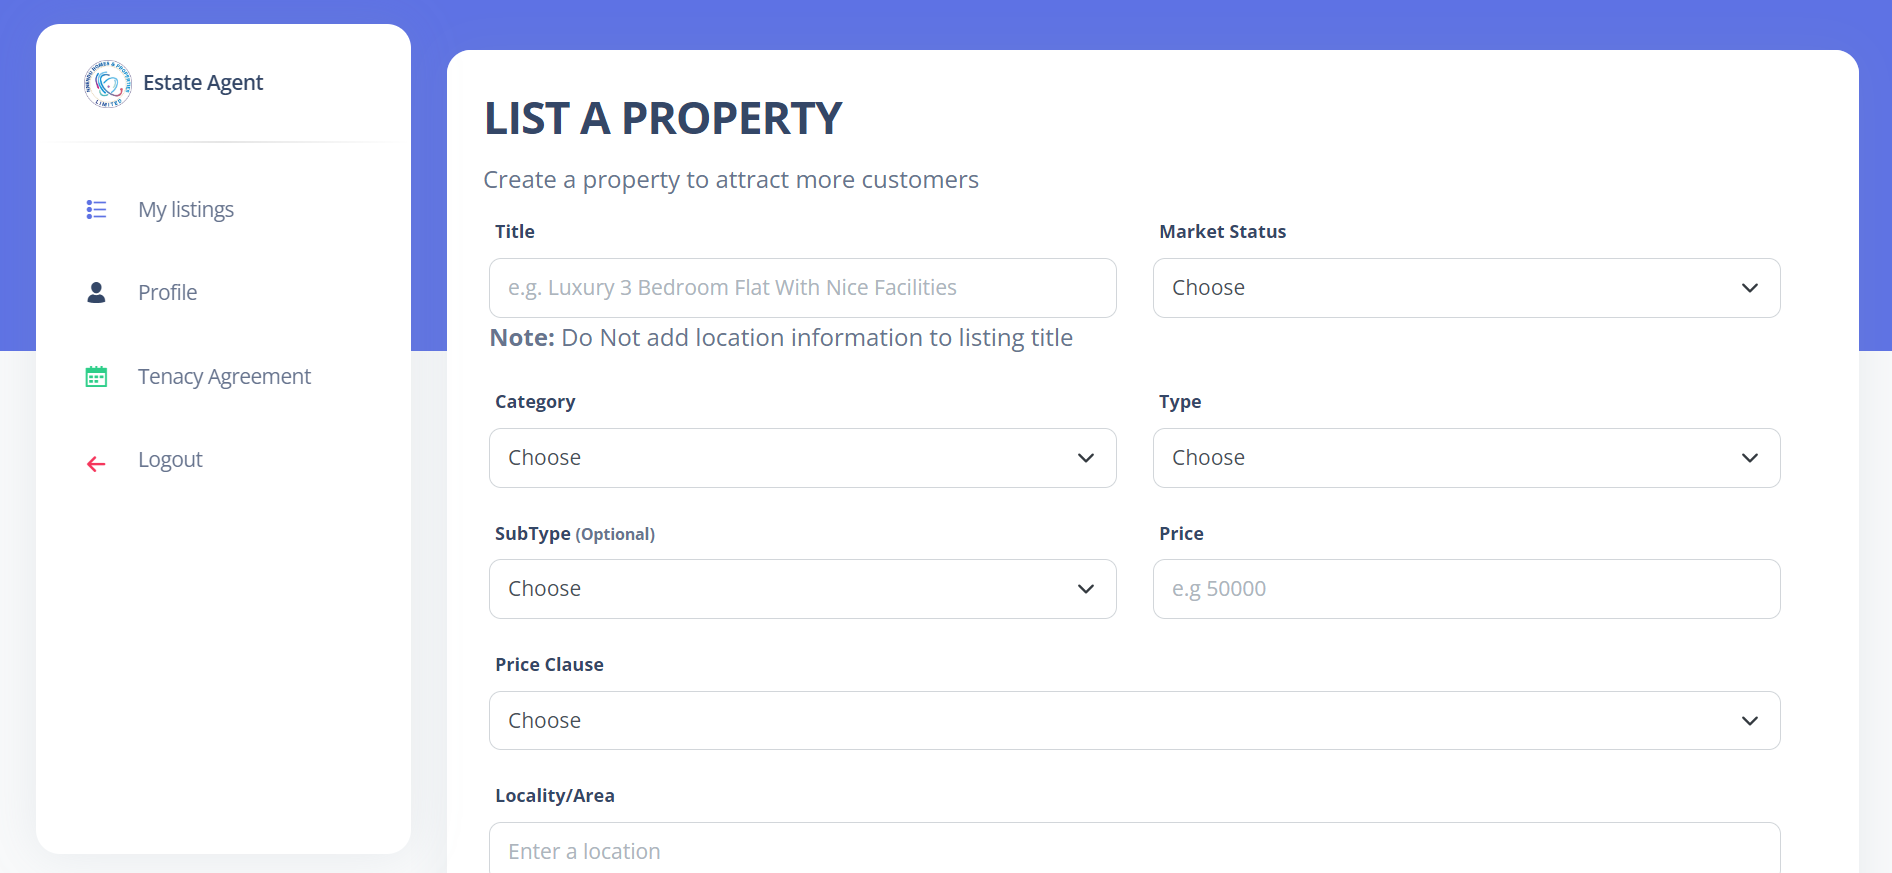 Estate Agent
My listings
Profile
Tenacy Agreement
Logout
LIST A PROPERTY
Create a property to attract more customers
Title
Market Status
e.g. Luxury 3 Bedroom Flat With Nice Facilities
Choose
Note: Do Not add location information to listing title
Category
Type
Choose
Choose
SubType (Optional)
Price
Choose
e.g 50000
Price Clause
Choose
Locality/Area
Enter a location